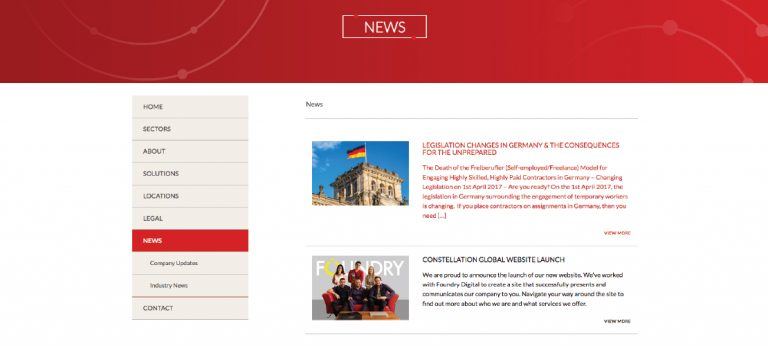 NEWS
HOME
SECTORS
ABOUT
SOLUTIONS
LOCATIONS
LEGAL
NEWS
Company Updates
Industry News
CONTACT
News
LEGISLATION CHANGES IN GERMANY & THE CONSEQUENCES
FOR THE UNPREPARED
The Death of the Freiberufler (Self-employed/Freelance) Model for
Engaging Highly Skilled, Highly Paid Contractors in Germany – Changing
Legislation on 1st April 2017 – Are you ready? On the 1st April 2017, the
legislation in Germany surrounding the engagement of temporary workers
is changing. If you place contractors on assignments in Germany, then you
need [...]
VIEW MORE
FOUNDRY
CONSTELLATION GLOBAL WEBSITE LAUNCH
We are proud to announce the launch of our new website. We've worked
with Foundry Digital to create a site that successfully presents and
communicates our company to you. Navigate your way around the site to
find out more about who we are and what services we offer.
VIEW MORE